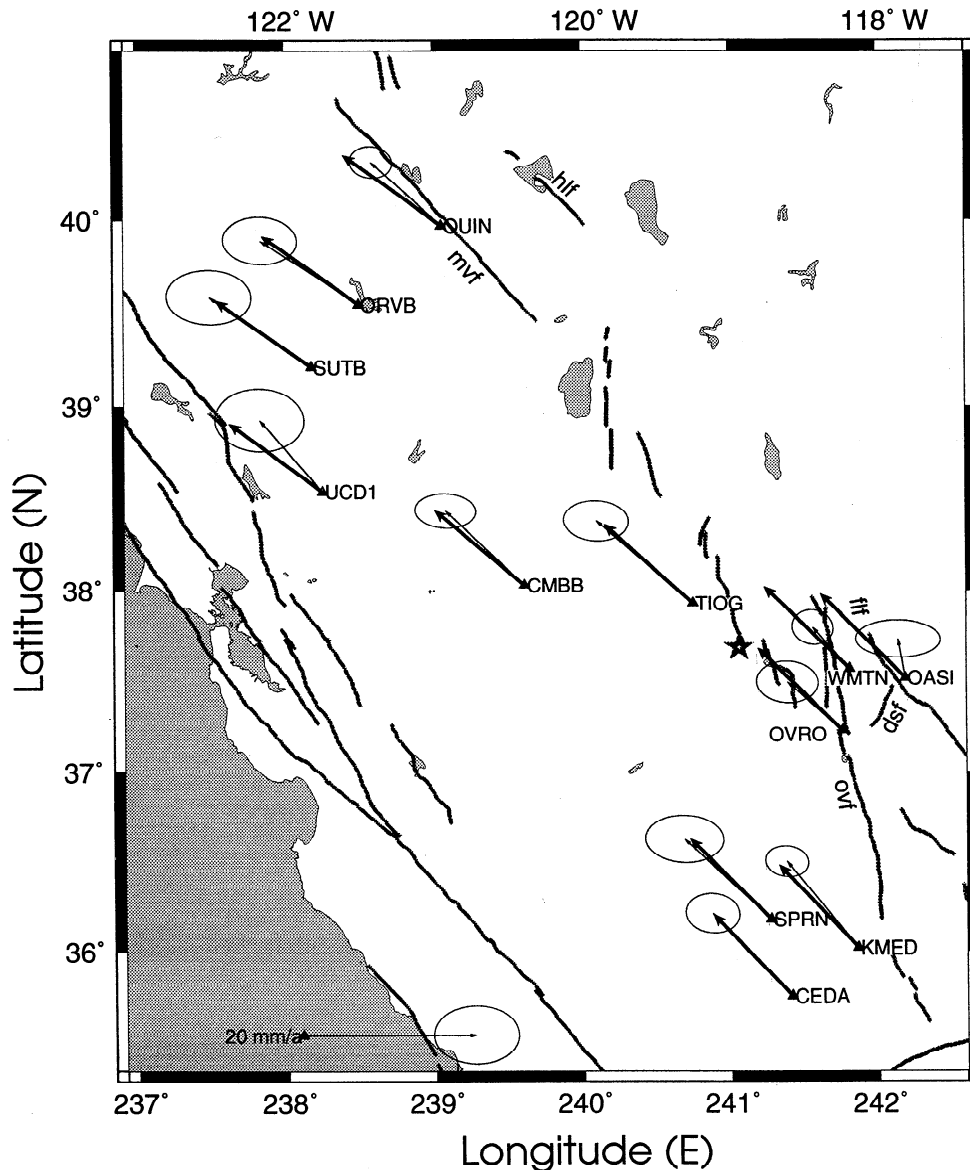 122° W
120° W
118° W
40°
39°
38°
37°
36°
Latitude (N)
QUIN
hlf
mvf
ORVB
SUTB
UCD1
CMBB
TIOG
flf
WMTN
OASI
dsf
OVRO
ovf
SPRN
KMED
CEDA
20 mm/a
237°
238°
239°
240°
241°
242°
Longitude (E)